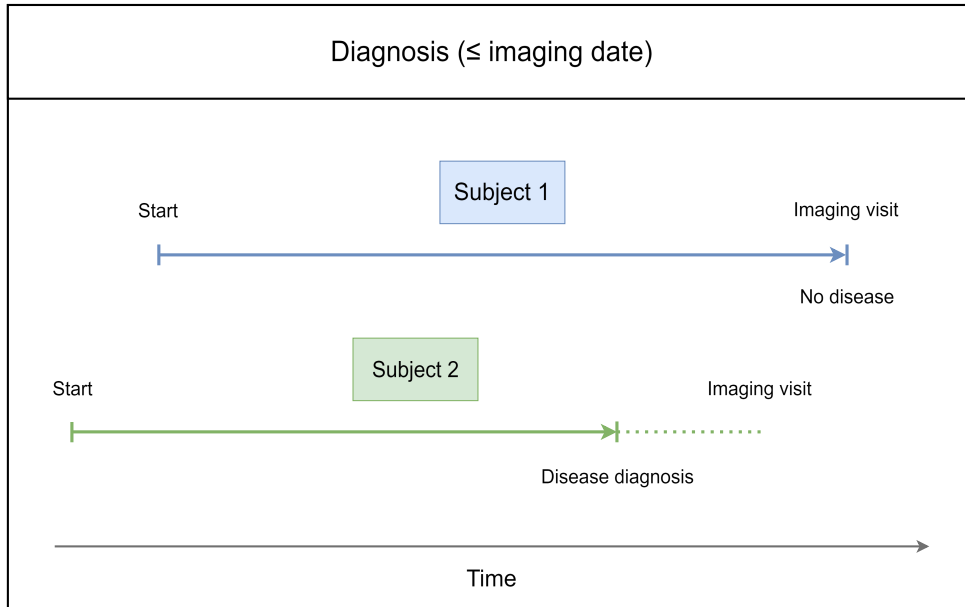 Diagnosis (≤ imaging date)
Subject 1
Start
Imaging visit
No disease
Subject 2
Start
Imaging visit
Disease diagnosis
Time